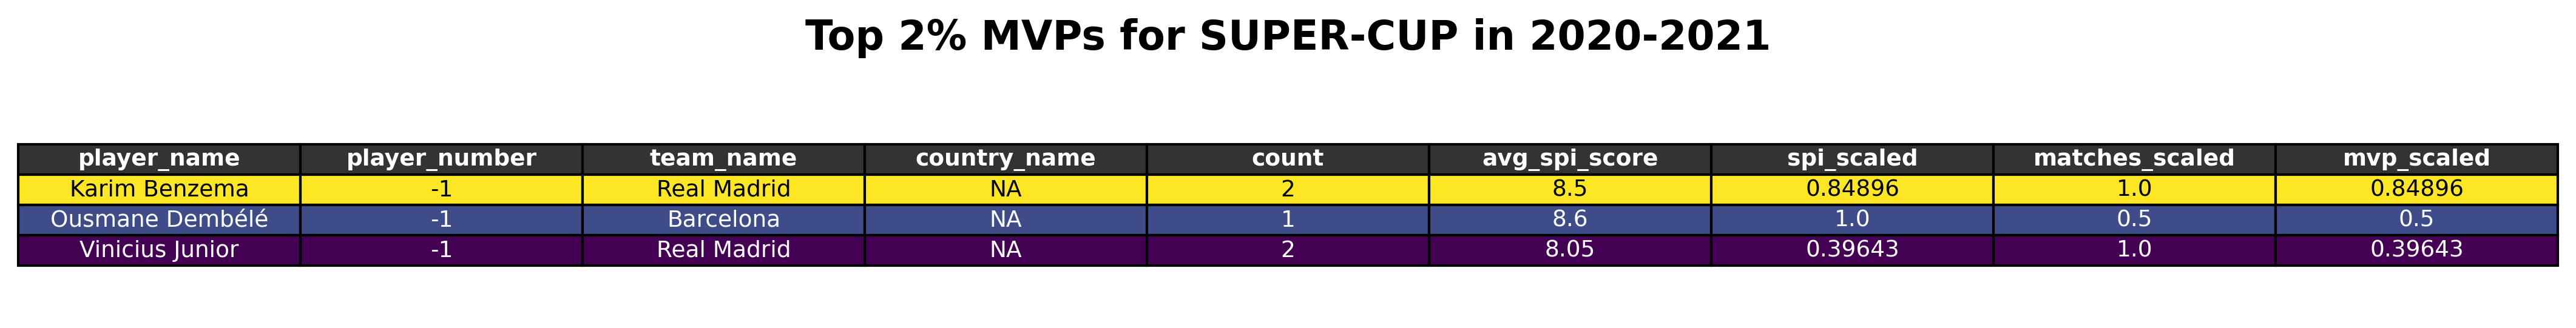 Top 2% MVPs for SUPER-CUP in 2020-2021
player_name player_number team_name country_name count avg_spi_score spi_scaled matches_scaled mvp_scaled
Karim Benzema -1 Real Madrid NA 2 8.5 0.84896 1.0 0.84896
Ousmane Dembélé -1 Barcelona NA 1 8.6 1.0 0.5 0.5
Vinicius Junior -1 Real Madrid NA 2 8.05 0.39643 1.0 0.39643